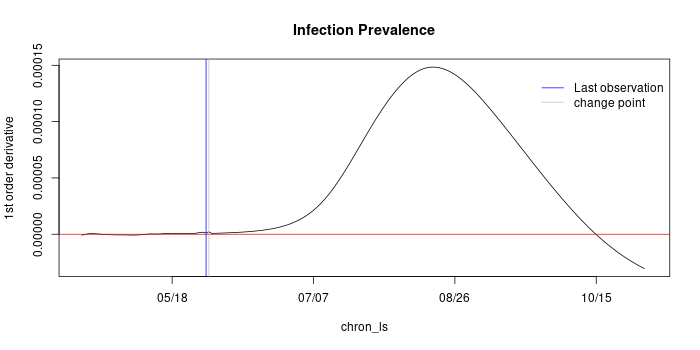 Infection Prevalence
1st order derivative
0.00015
0.00010
0.00005
0.00000
Last observation
change point
05/18
07/07
08/26
10/15
chron_ls